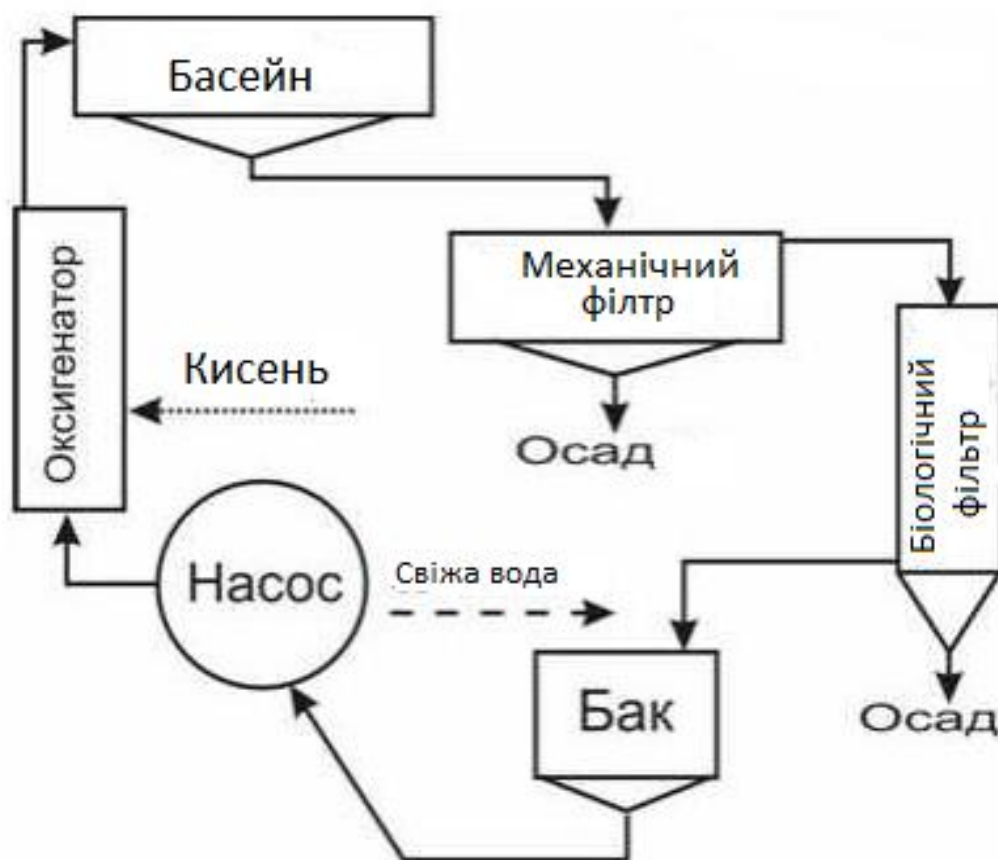 Басейн
Механічний
філтр
Оксигенатор
Кисень
Біологічний
фільтр
Осад
Насос
Свіжа вода
Бак
Осад